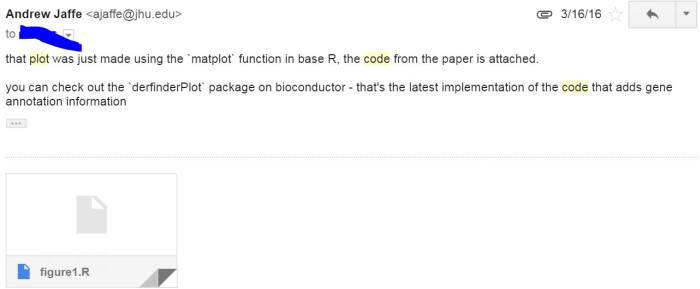 Andrew Jaffe <ajaffe@jhu.edu> 3/16/16
to
that plot was just made using the `matplot` function in base R, the code from the paper is attached.
you can check out the `derfinderPlot` package on bioconductor - that's the latest implementation of the code that adds gene
annotation information
figure1.R